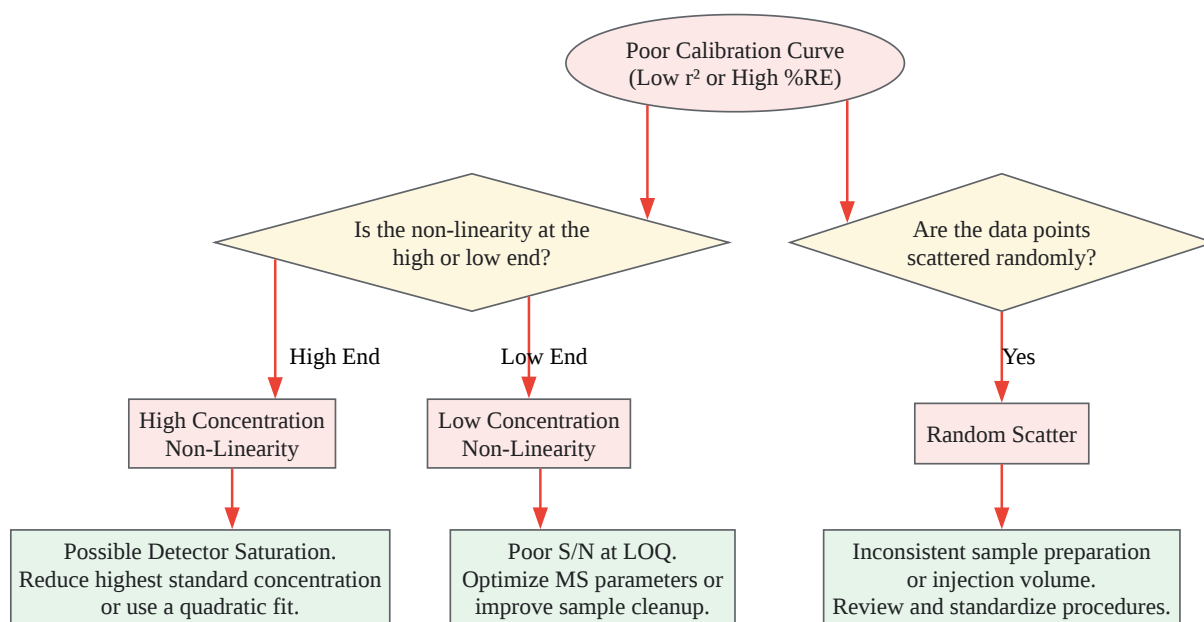 Poor Calibration Curve
(Low r² or High %RE)
Is the non-linearity at the
high or low end?
Are the data points
scattered randomly?
High End
Low End
Yes
High Concentration
Non-Linearity
Low Concentration
Non-Linearity
Random Scatter
Possible Detector Saturation.
Reduce highest standard concentration
or use a quadratic fit.
Poor S/N at LOQ.
Optimize MS parameters or
improve sample cleanup.
Inconsistent sample preparation
or injection volume.
Review and standardize procedures.